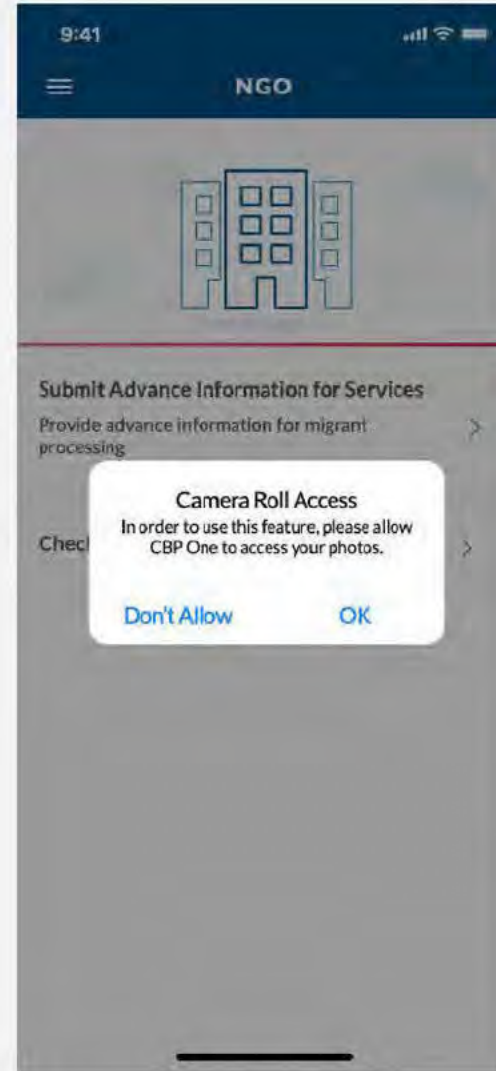 9:41
NGO
Submit Advance Information for Services
Provide advance information for migrant
processing
Camera Roll Access
In order to use this feature, please allow
CBP One to access your photos.
Chec
Don't Allow
OK